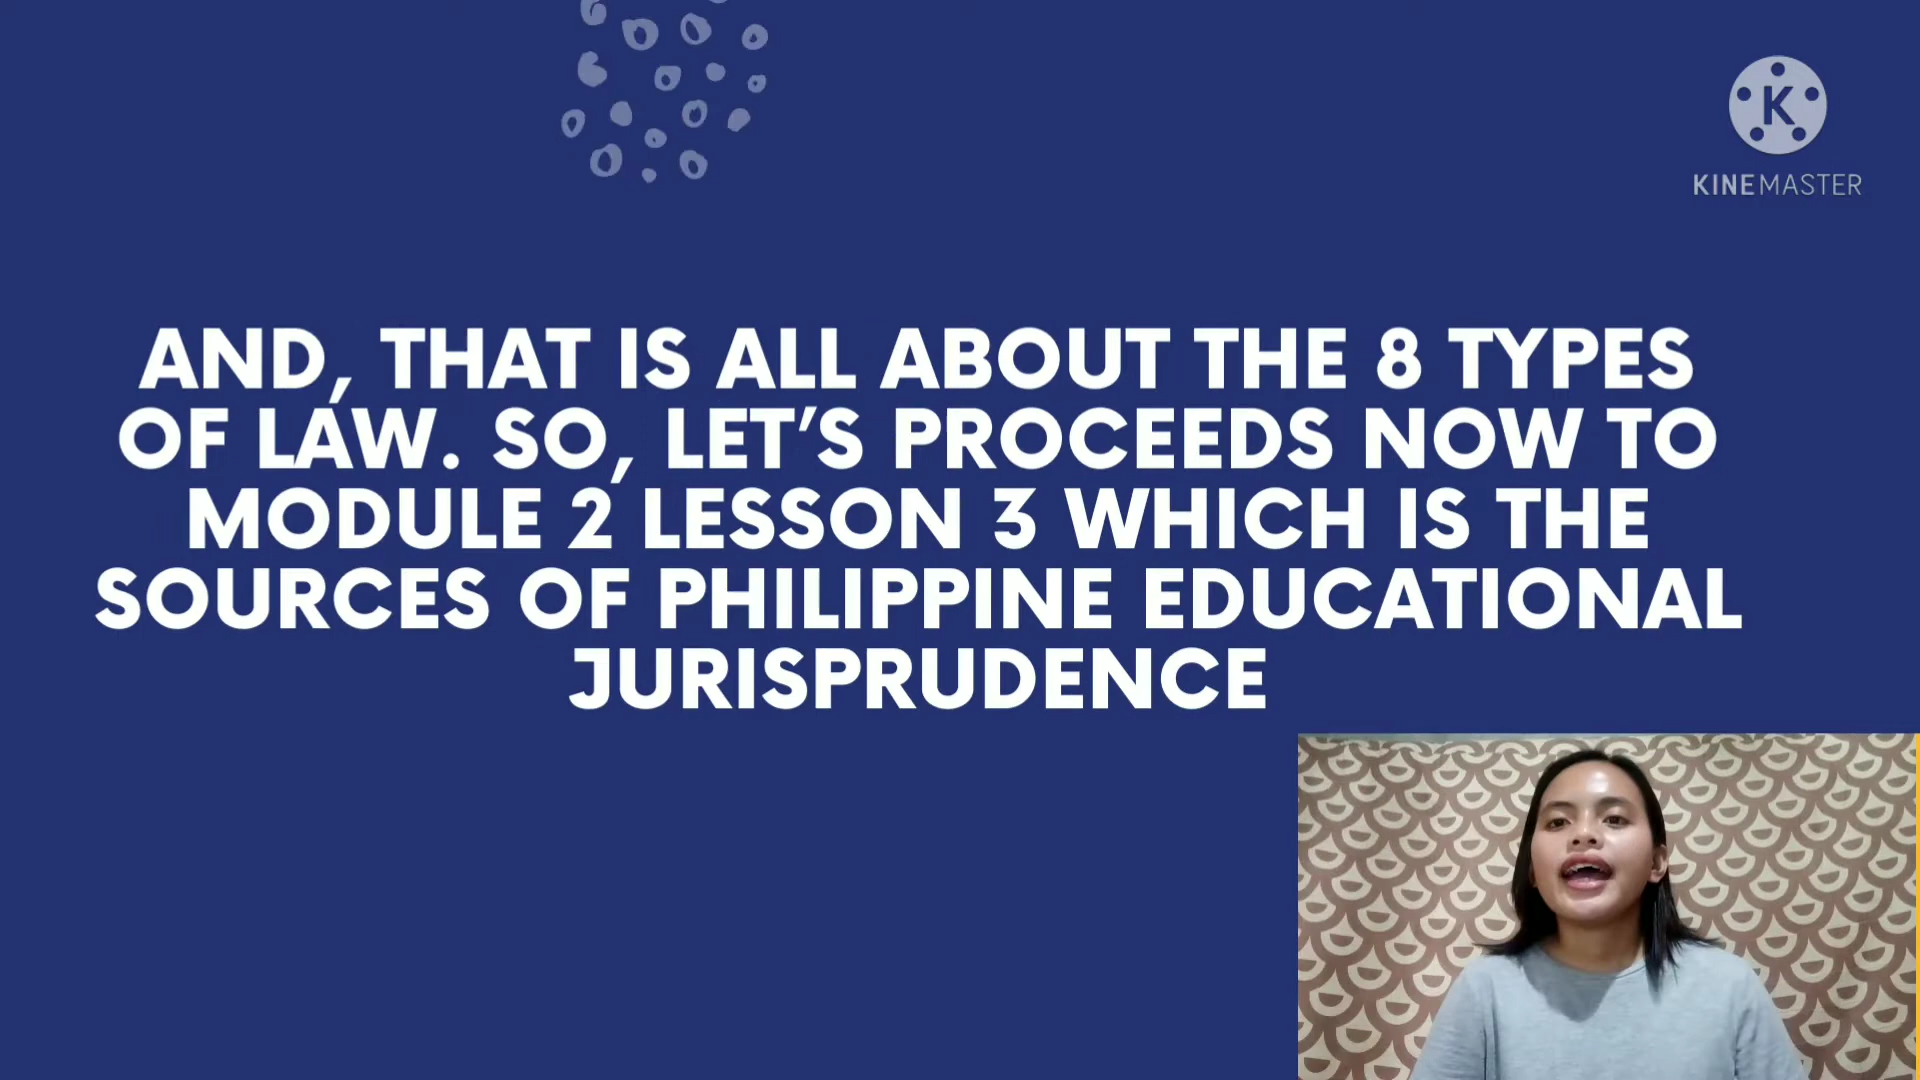 K
KINEMASTER
AND, THAT IS ALL ABOUT THE 8 TYPES
OF LAW. SO, LET'S PROCEEDS NOW TO
MODULE 2 LESSON 3 WHICH IS THE
SOURCES OF PHILIPPINE EDUCATIONAL
JURISPRUDENCE